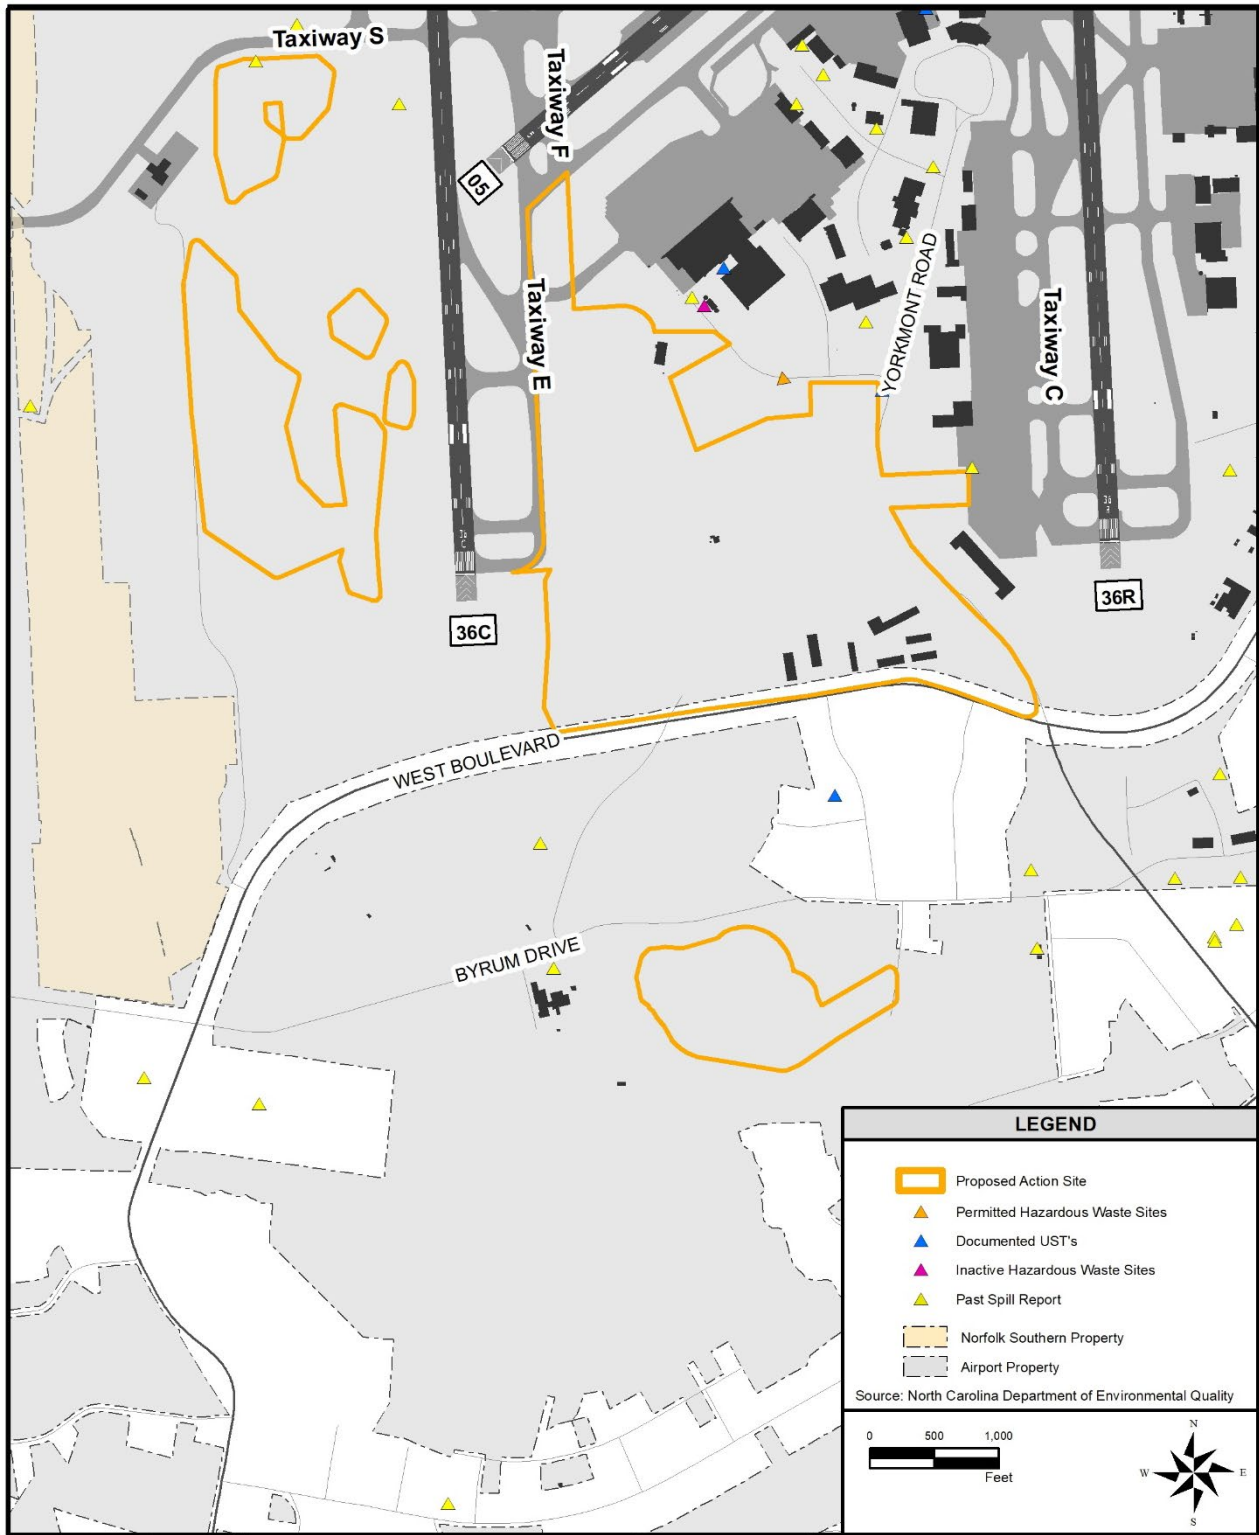 Taxiway S
Taxiway F
05
YORKMONT ROAD
Taxiway E
Taxiway C
36
C
36
R
36C
36R
WEST BOULEVARD
BYRUM DRIVE
LEGEND
Proposed Action Site
Permitted Hazardous Waste Sites
Documented UST's
Inactive Hazardous Waste Sites
Past Spill Report
Norfolk Southern Property
Airport Property
Source: North Carolina Department of Environmental Quality
0 500 1,000
Feet
N
W E
S